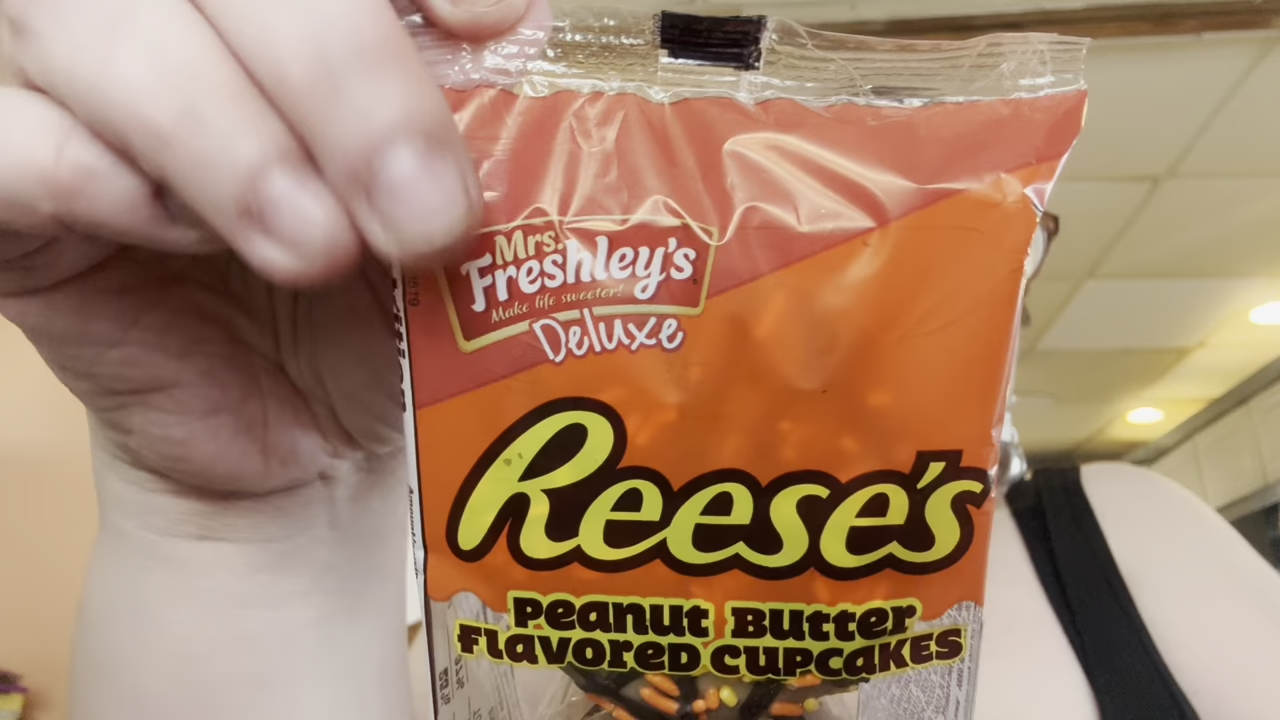 Mrs.
Freshley's
Make life sweeter!
Deluxe
Reese's
Peanut Butter
Flavored Cupcakes